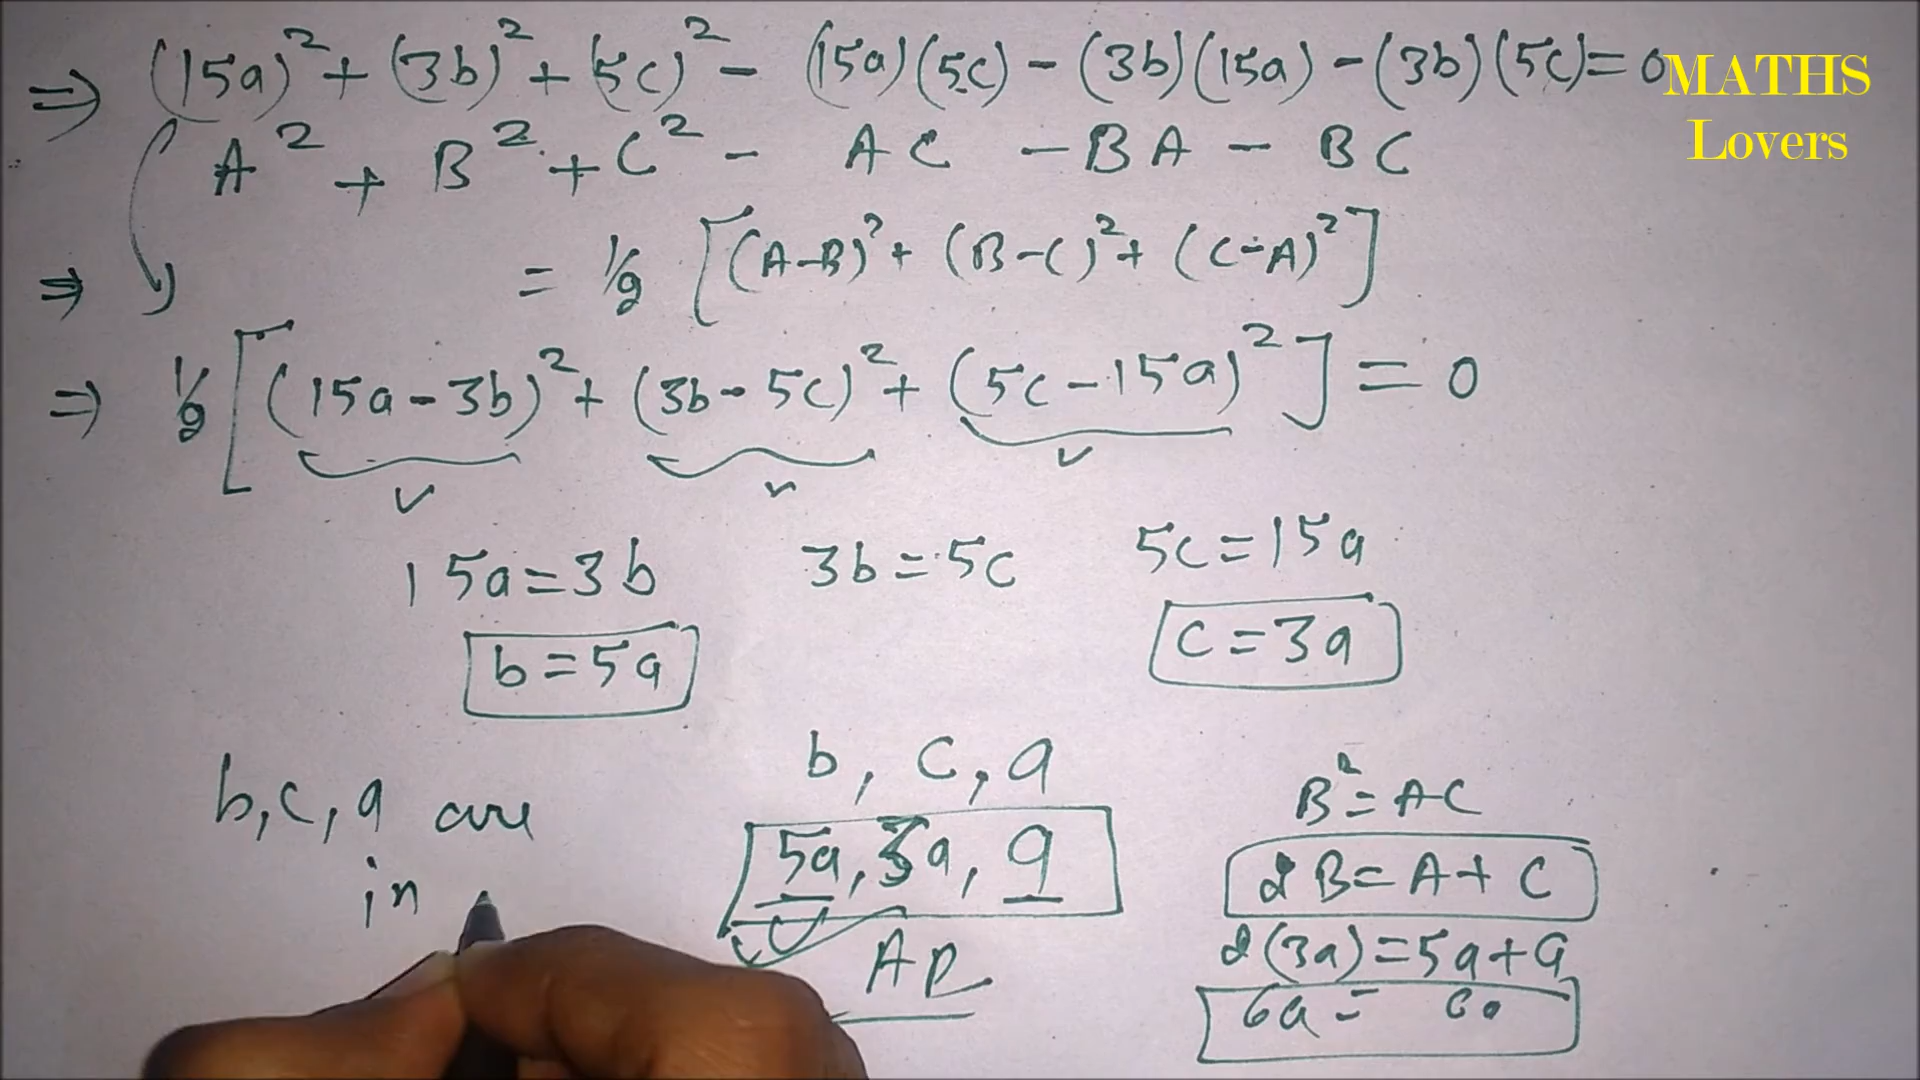 ⇒ (15a)² + (3b)² + (5c)² - (15a)(5c) - (3b)(15a) - (3b)(5c) = 0
MATHS
Lovers
A² + B² + C² - AC - BA - BC
⇒ = 1/2 [(A-B)² + (B-C)² + (C-A)²]
⇒ 1/2 [(15a-3b)² + (3b-5c)² + (5c-15a)²] = 0
15a=3b 3b=5c 5c=15a
b=5a c=3a
b, c, a are
in
b, c, a
5a, 3a, a
AP
B²=AC
2B=A+C
2(3a)=5a+a
6a = 6a